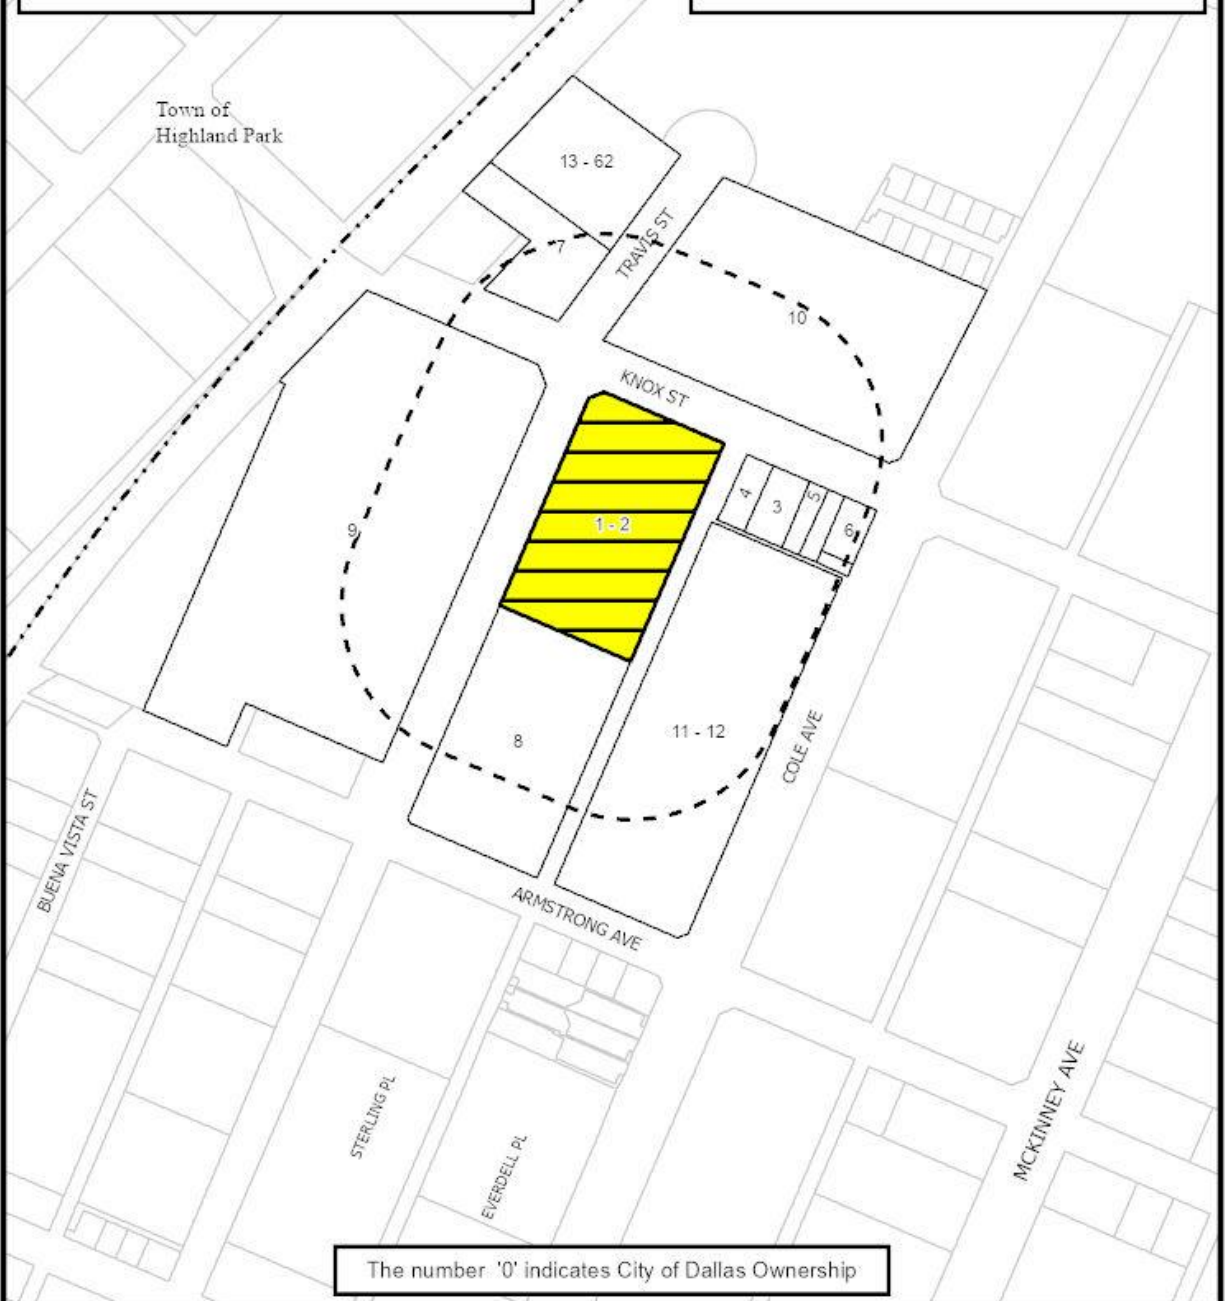 Town of
Highland Park
13 - 62
7
TRAVIS ST
10
KNOX ST
4
3
5
6
1 - 2
9
8
11 - 12
COLE AVE
BUENA VISTA ST
ARMSTRONG AVE
STERLING PL
EVERDELL PL
MCKINNEY AVE
The number '0' indicates City of Dallas Ownership